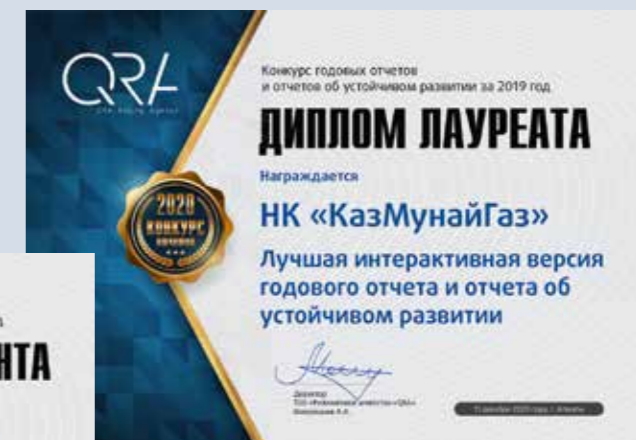 QRA
Конкурс годовых отчетов
и отчетов об устойчивом развитии за 2019 год
ДИПЛОМ ЛАУРЕАТА
Награждается
НК «КазМунайГаз»
Лучшая интерактивная версия
годового отчета и отчета об
устойчивом развитии
2020
КОНКУРС
Директор
НТА